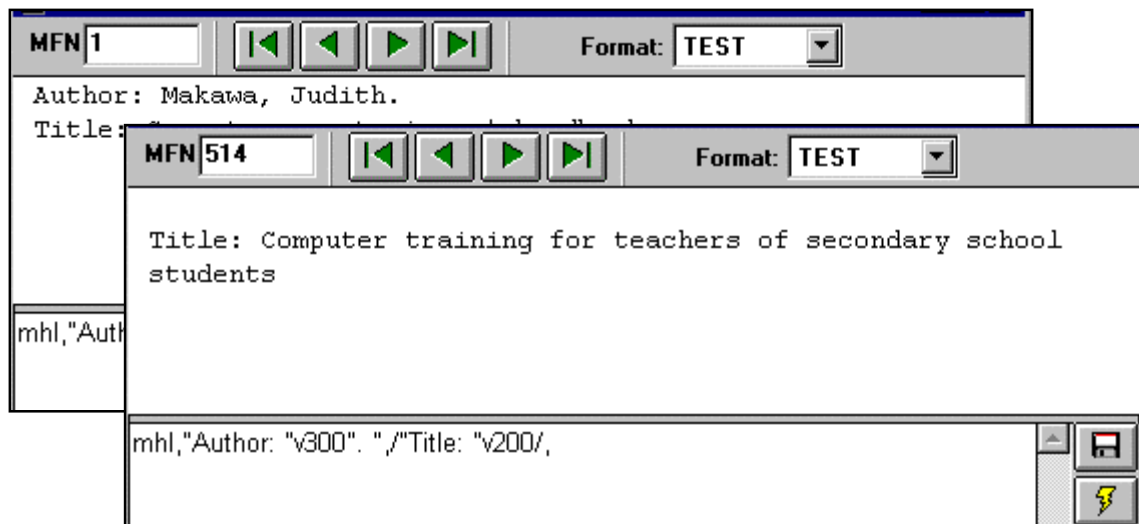 MFN 1 Format: TEST
Author: Makawa, Judith.
Title:
mhl,"Auth
MFN 514 Format: TEST
Title: Computer training for teachers of secondary school
students
mhl,"Author: "v300". ",/"Title: "v200/,